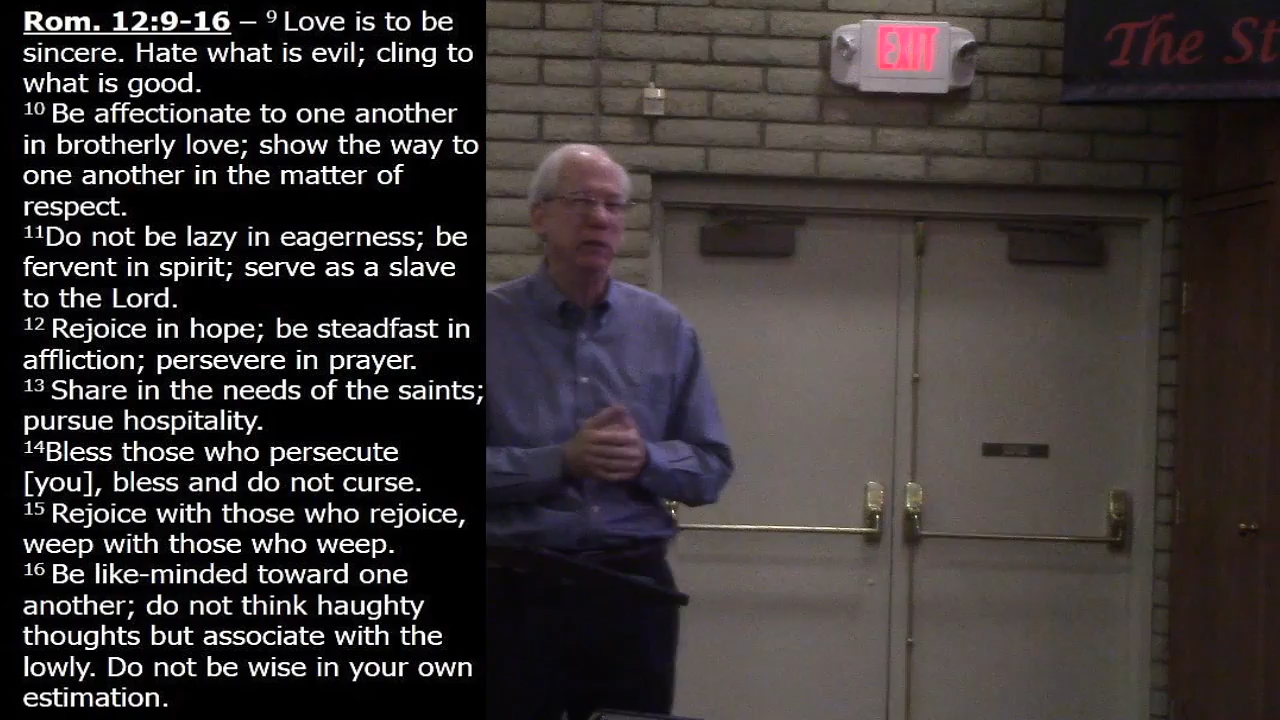 Rom. 12:9-16 – ⁹ Love is to be
sincere. Hate what is evil; cling to
what is good.
¹⁰ Be affectionate to one another
in brotherly love; show the way to
one another in the matter of
respect.
¹¹Do not be lazy in eagerness; be
fervent in spirit; serve as a slave
to the Lord.
¹² Rejoice in hope; be steadfast in
affliction; persevere in prayer.
¹³ Share in the needs of the saints;
pursue hospitality.
¹⁴Bless those who persecute
[you], bless and do not curse.
¹⁵ Rejoice with those who rejoice,
weep with those who weep.
¹⁶ Be like-minded toward one
another; do not think haughty
thoughts but associate with the
lowly. Do not be wise in your own
estimation.
EXIT
The St